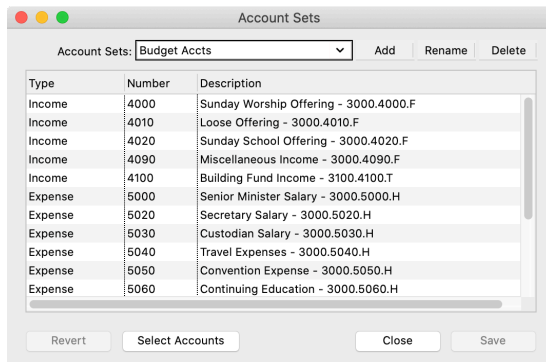 Account Sets
Account Sets: Budget Accts Add Rename Delete
Type Number Description
Income 4000 Sunday Worship Offering - 3000.4000.F
Income 4010 Loose Offering - 3000.4010.F
Income 4020 Sunday School Offering - 3000.4020.F
Income 4090 Miscellaneous Income - 3000.4090.F
Income 4100 Building Fund Income - 3100.4100.T
Expense 5000 Senior Minister Salary - 3000.5000.H
Expense 5020 Secretary Salary - 3000.5020.H
Expense 5030 Custodian Salary - 3000.5030.H
Expense 5040 Travel Expenses - 3000.5040.H
Expense 5050 Convention Expense - 3000.5050.H
Expense 5060 Continuing Education - 3000.5060.H
Revert Select Accounts Close Save